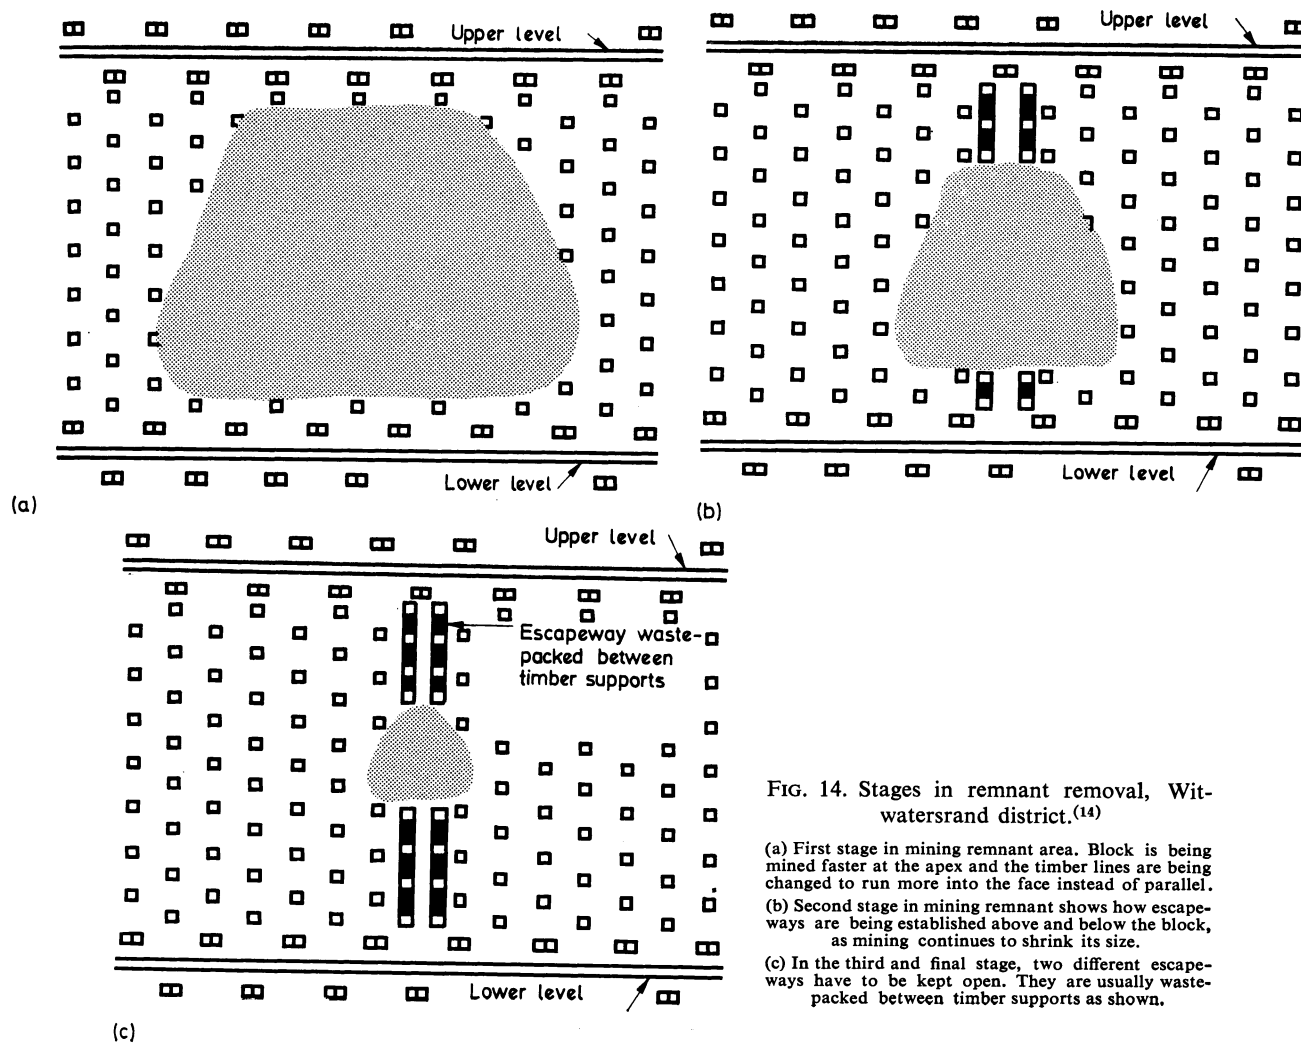 Upper level
Lower level
(a)
Upper level
Lower level
(b)
Upper level
Escapeway waste-
packed between
timber supports
Lower level
(c)
FIG. 14. Stages in remnant removal, Wit-
watersrand district.(14)
(a) First stage in mining remnant area. Block is being
mined faster at the apex and the timber lines are being
changed to run more into the face instead of parallel.
(b) Second stage in mining remnant shows how escape-
ways are being established above and below the block,
as mining continues to shrink its size.
(c) In the third and final stage, two different escape-
ways have to be kept open. They are usually waste-
packed between timber supports as shown.